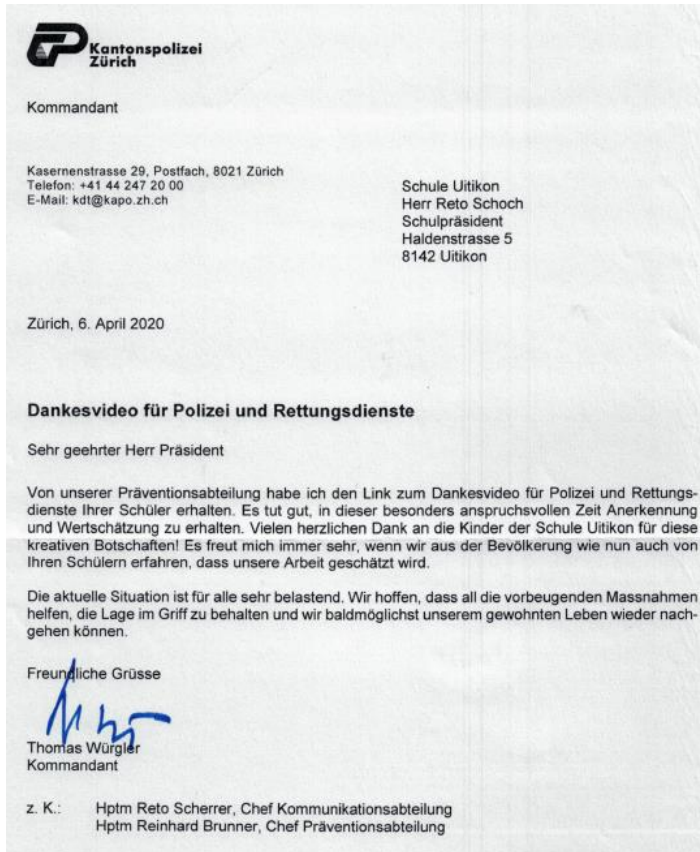 Kantonspolizei
Zürich
Kommandant
Kasernenstrasse 29, Postfach, 8021 Zürich
Telefon: +41 44 247 20 00
E-Mail: kdt@kapo.zh.ch
Schule Uitikon
Herr Reto Schoch
Schulpräsident
Haldenstrasse 5
8142 Uitikon
Zürich, 6. April 2020
Dankesvideo für Polizei und Rettungsdienste
Sehr geehrter Herr Präsident
Von unserer Präventionsabteilung habe ich den Link zum Dankesvideo für Polizei und Rettungs-
dienste Ihrer Schüler erhalten. Es tut gut, in dieser besonders anspruchsvollen Zeit Anerkennung
und Wertschätzung zu erhalten. Vielen herzlichen Dank an die Kinder der Schule Uitikon für diese
kreativen Botschaften! Es freut mich immer sehr, wenn wir aus der Bevölkerung wie nun auch von
Ihren Schülern erfahren, dass unsere Arbeit geschätzt wird.
Die aktuelle Situation ist für alle sehr belastend. Wir hoffen, dass all die vorbeugenden Massnahmen
helfen, die Lage im Griff zu behalten und wir baldmöglichst unserem gewohnten Leben wieder nach-
gehen können.
Freundliche Grüsse
Thomas Würgler
Kommandant
z. K.: Hptm Reto Scherrer, Chef Kommunikationsabteilung
Hptm Reinhard Brunner, Chef Präventionsabteilung